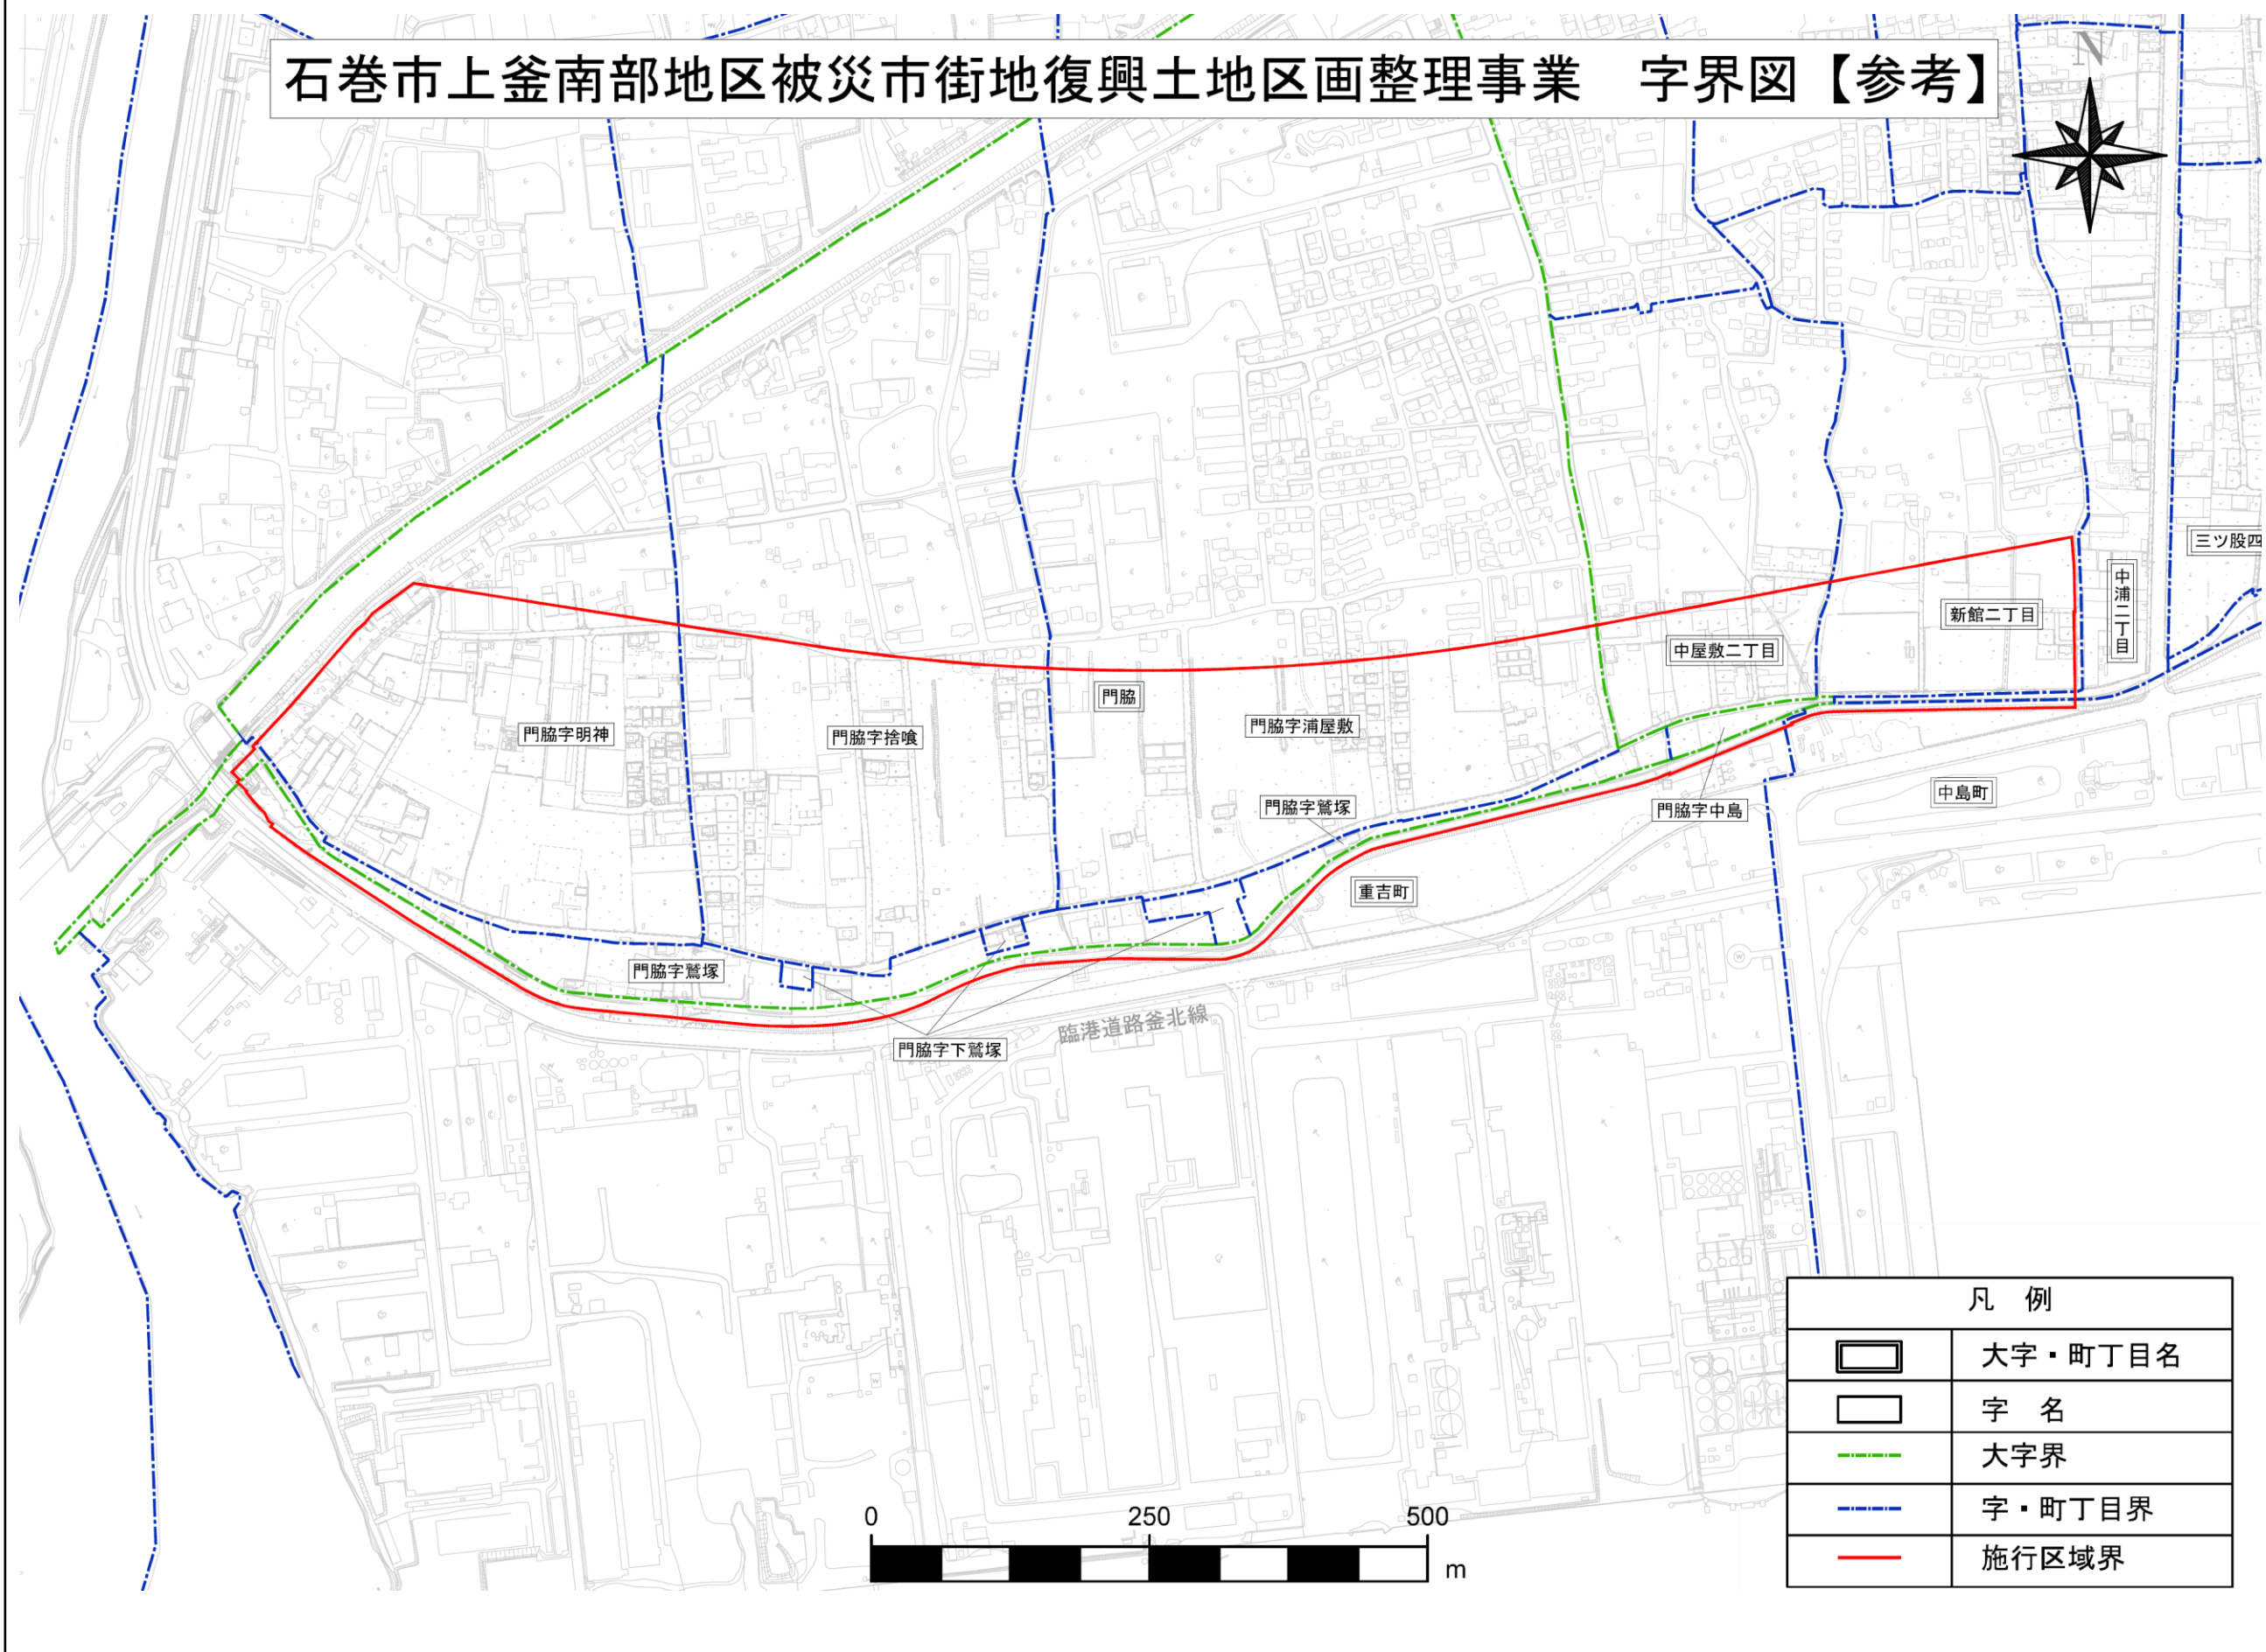 石巻市上釜南部地区被災市街地復興土地区画整理事業　字界図【参考】
N
三ツ股四
中浦二丁目
新館二丁目
中屋敷二丁目
門脇
門脇字浦屋敷
門脇字明神
門脇字捨喰
門脇字鷲塚
門脇字中島
中島町
重吉町
門脇字鷲塚
臨港道路釜北線
門脇字下鷲塚
凡　例
大字・町丁目名
字　名
大字界
字・町丁目界
施行区域界
0　250　500
m